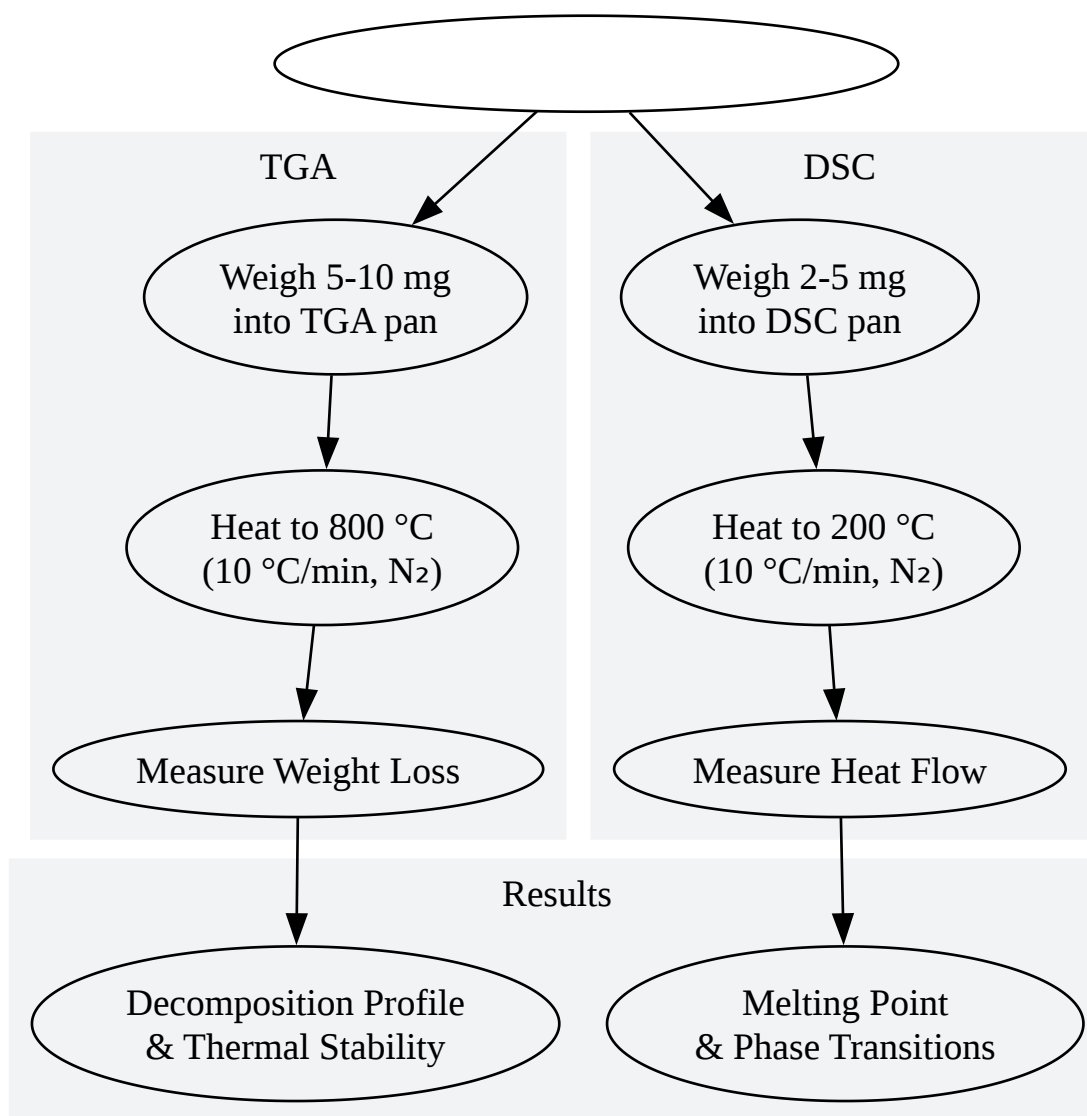 TGA
DSC
Weigh 5-10 mg
into TGA pan
Weigh 2-5 mg
into DSC pan
Heat to 800 °C
(10 °C/min, N₂)
Heat to 200 °C
(10 °C/min, N₂)
Measure Weight Loss
Measure Heat Flow
Results
Decomposition Profile
& Thermal Stability
Melting Point
& Phase Transitions